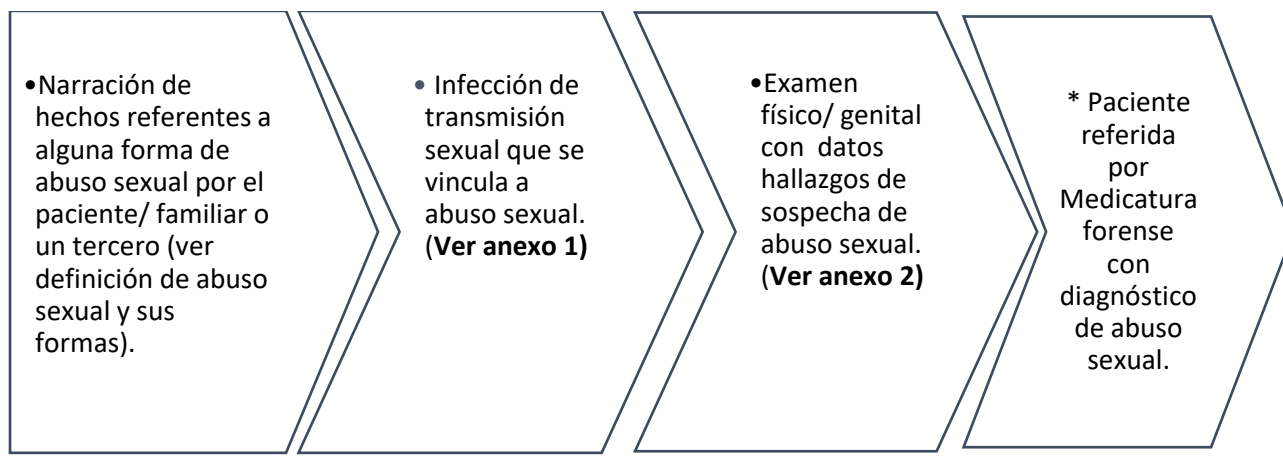 •Narración de
hechos referentes a
alguna forma de
abuso sexual por el
paciente/ familiar o
un tercero (ver
definición de abuso
sexual y sus
formas).
• Infección de
transmisión
sexual que se
vincula a
abuso sexual.
(Ver anexo 1)
•Examen
físico/ genital
con datos
hallazgos de
sospecha de
abuso sexual.
(Ver anexo 2)
* Paciente
referida
por
Medicatura
forense
con
diagnóstico
de abuso
sexual.